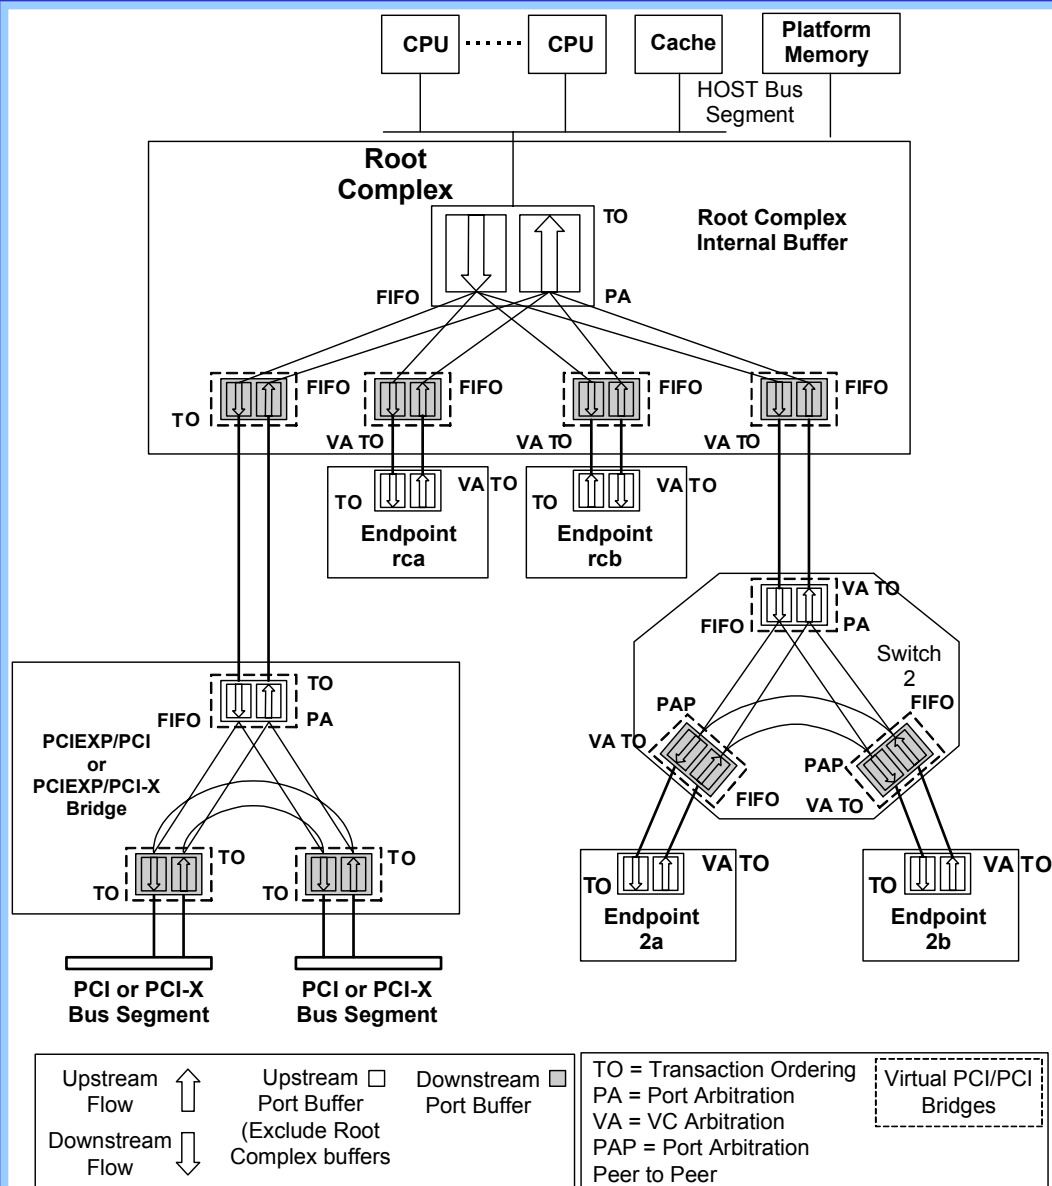 CPU
CPU
Cache
Platform
Memory
HOST Bus
Segment
Root
Complex
TO
Root Complex
Internal Buffer
FIFO
PA
FIFO
FIFO
FIFO
FIFO
TO
VA TO
VA TO
VA TO
TO
VA TO
TO
VA TO
Endpoint
rca
Endpoint
rcb
VA TO
FIFO
PA
Switch
2
TO
FIFO
PA
PAP
FIFO
PCIEXP/PCI
or
PCIEXP/PCI-X
Bridge
VA TO
PAP
FIFO
VA TO
TO
TO
TO
TO
TO
VA TO
TO
VA TO
Endpoint
2a
Endpoint
2b
PCI or PCI-X
Bus Segment
PCI or PCI-X
Bus Segment
Upstream
Flow
Downstream
Flow
Upstream
Port Buffer
(Exclude Root
Complex buffers
Downstream
Port Buffer
TO = Transaction Ordering
PA = Port Arbitration
VA = VC Arbitration
PAP = Port Arbitration
Peer to Peer
Virtual PCI/PCI
Bridges